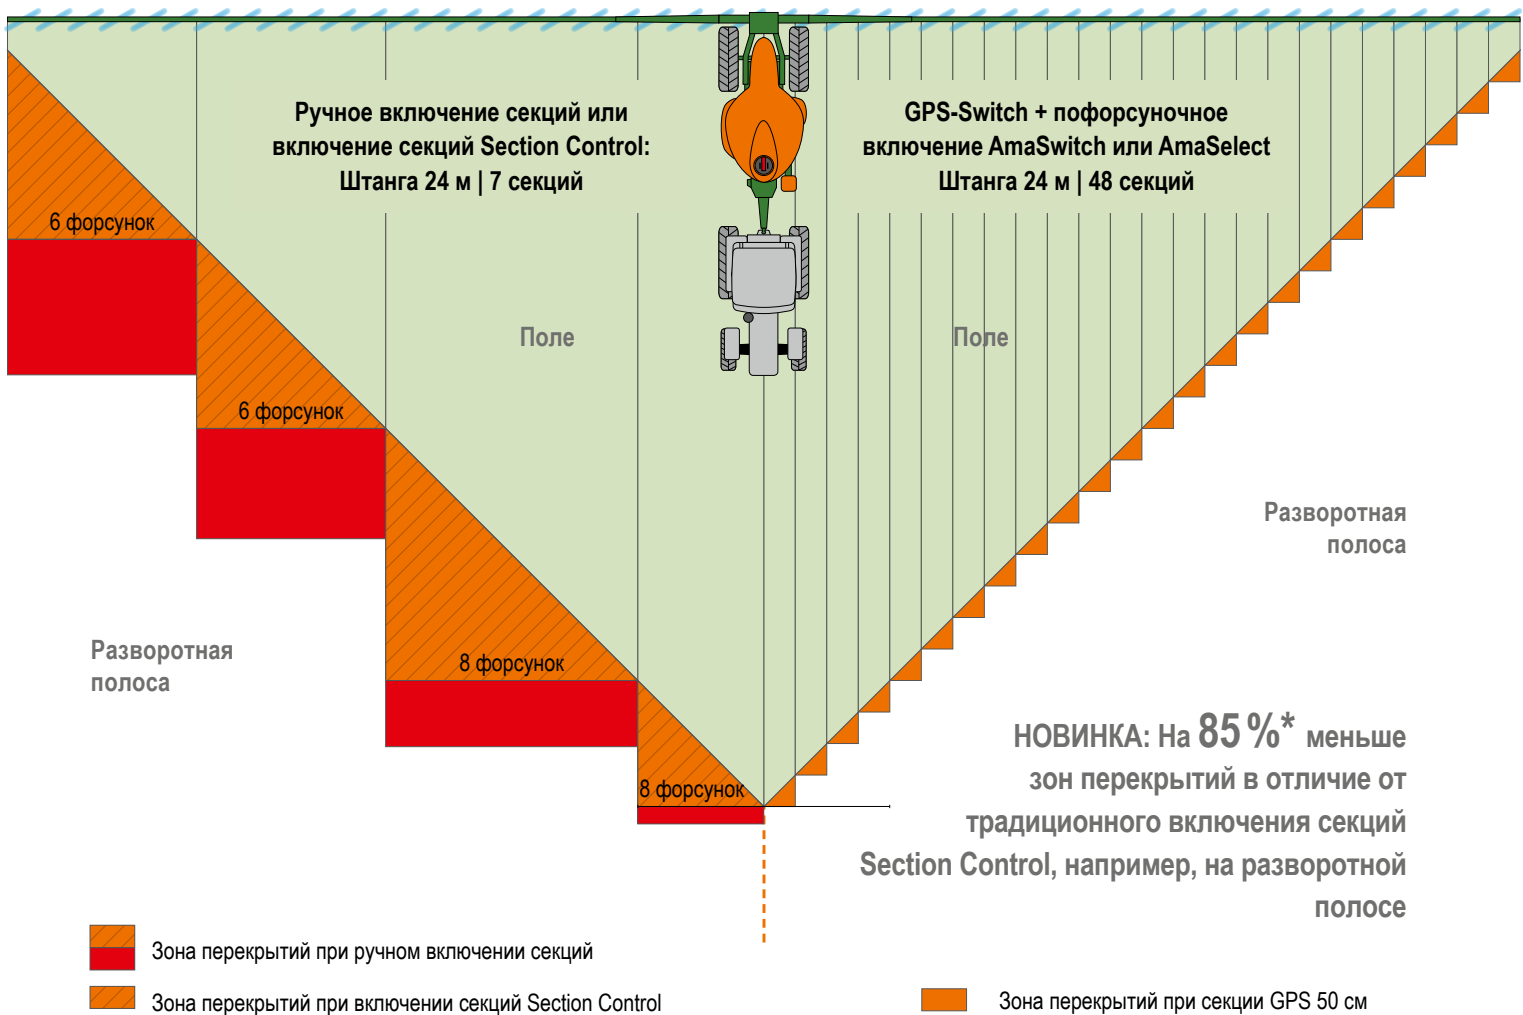 Ручное включение секций или
включение секций Section Control:
Штанга 24 м | 7 секций
GPS-Switch + пофорсуночное
включение AmaSwitch или AmaSelect
Штанга 24 м | 48 секций
6 форсунок
Поле
Поле
6 форсунок
Разворотная
полоса
Разворотная
полоса
8 форсунок
8 форсунок
НОВИНКА: На 85 %* меньше
зон перекрытий в отличие от
традиционного включения секций
Section Control, например, на разворотной
полосе
Зона перекрытий при ручном включении секций
Зона перекрытий при включении секций Section Control
Зона перекрытий при секции GPS 50 см